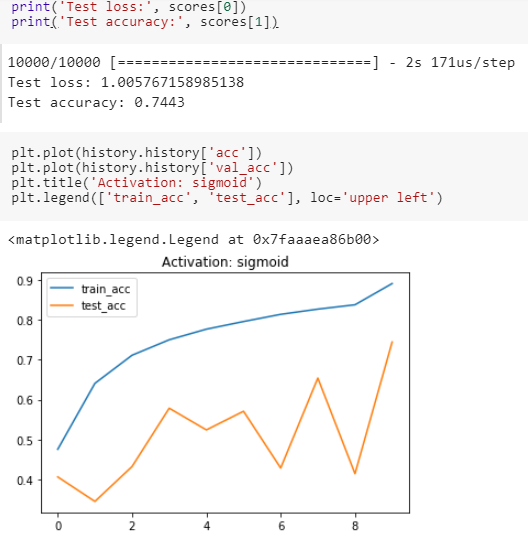 print('Test loss:', scores[0])
print('Test accuracy:', scores[1])
10000/10000 [==============================] - 2s 171us/step
Test loss: 1.005767158985138
Test accuracy: 0.7443
plt.plot(history.history['acc'])
plt.plot(history.history['val_acc'])
plt.title('Activation: sigmoid')
plt.legend(['train_acc', 'test_acc'], loc='upper left')
<matplotlib.legend.Legend at 0x7faaaea86b00>
Activation: sigmoid
train_acc
test_acc
0.9
0.8
0.7
0.6
0.5
0.4
0 2 4 6 8